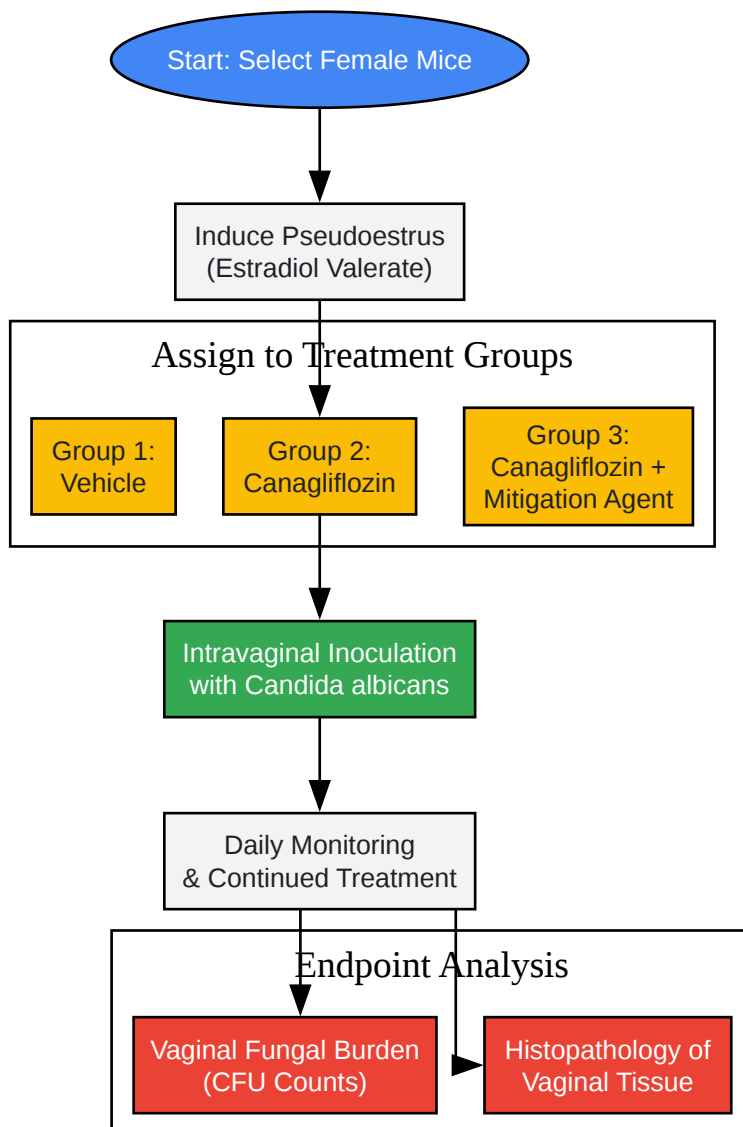 Start: Select Female Mice
Induce Pseudoestrus
(Estradiol Valerate)
Assign to Treatment Groups
Group 1:
Vehicle
Group 2:
Canagliflozin
Group 3:
Canagliflozin +
Mitigation Agent
Intravaginal Inoculation
with Candida albicans
Daily Monitoring
& Continued Treatment
Endpoint Analysis
Vaginal Fungal Burden
(CFU Counts)
Histopathology of
Vaginal Tissue